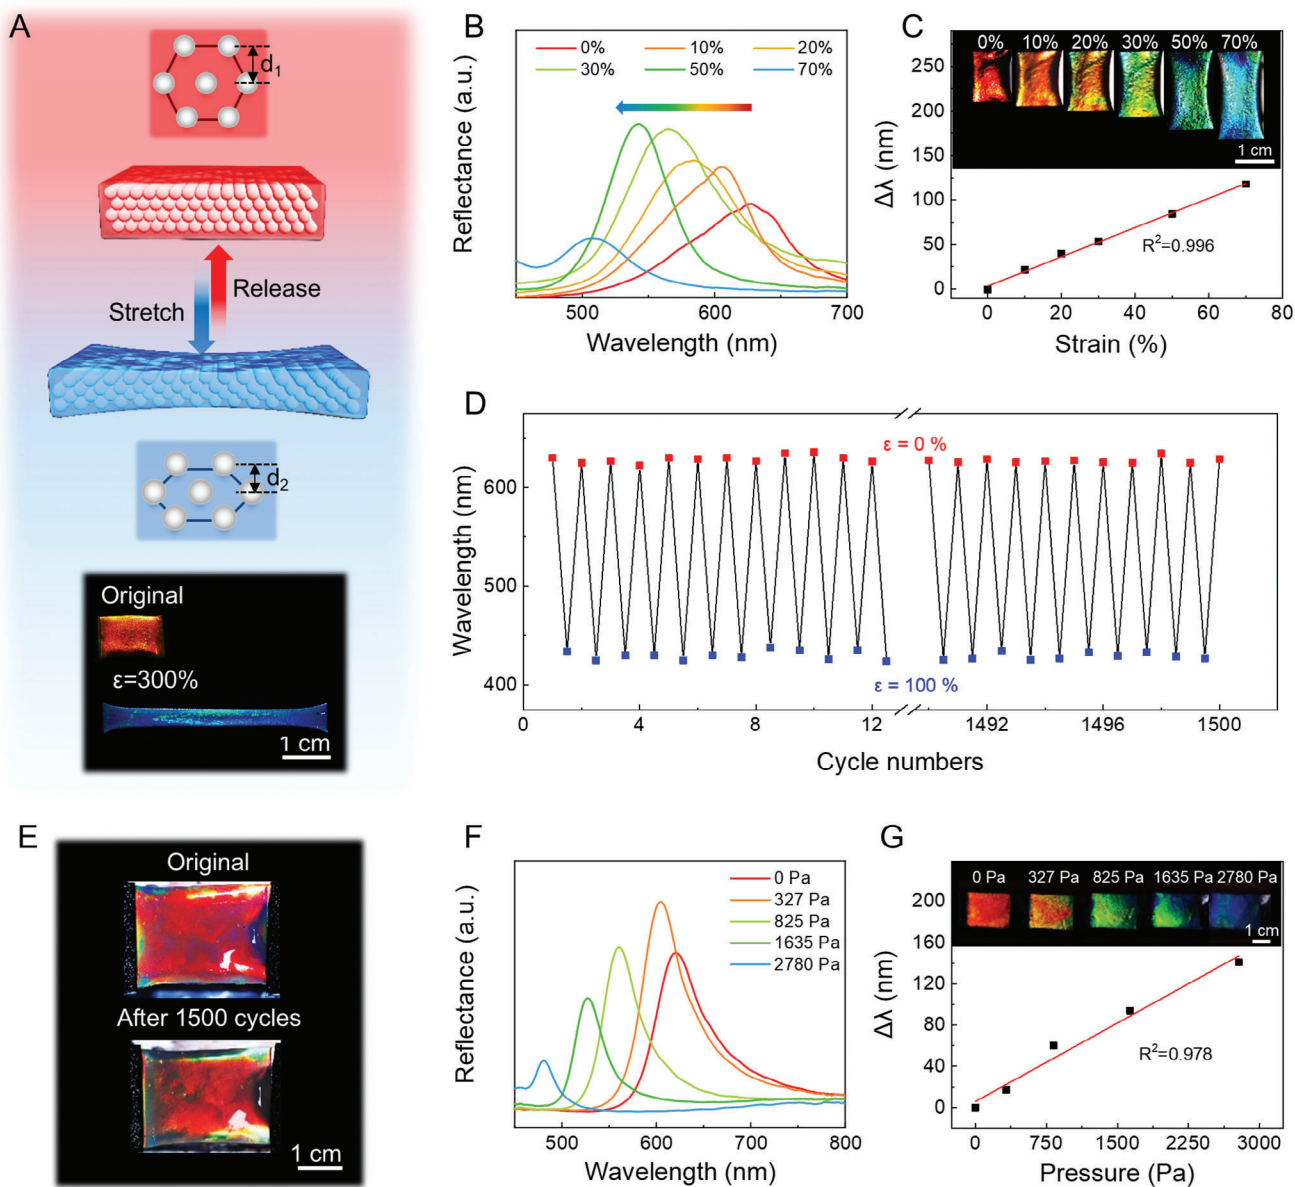 A
d1
Release
Stretch
d2
Original
ε=300%
1 cm
B
0% 10% 20%
30% 50% 70%
Reflectance (a.u.)
500 600 700
Wavelength (nm)
C
0% 10% 20% 30% 50% 70%
1 cm
250
200
150
100
50
0
Δλ (nm)
R²=0.996
0 20 40 60 80
Strain (%)
D
600
500
400
Wavelength (nm)
ε = 0 %
ε = 100 %
0 4 8 12 1492 1496 1500
Cycle numbers
E
Original
After 1500 cycles
1 cm
F
0 Pa
327 Pa
825 Pa
1635 Pa
2780 Pa
Reflectance (a.u.)
500 600 700 800
Wavelength (nm)
G
0 Pa 327 Pa 825 Pa 1635 Pa 2780 Pa
1 cm
200
160
120
80
40
0
Δλ (nm)
R²=0.978
0 750 1500 2250 3000
Pressure (Pa)